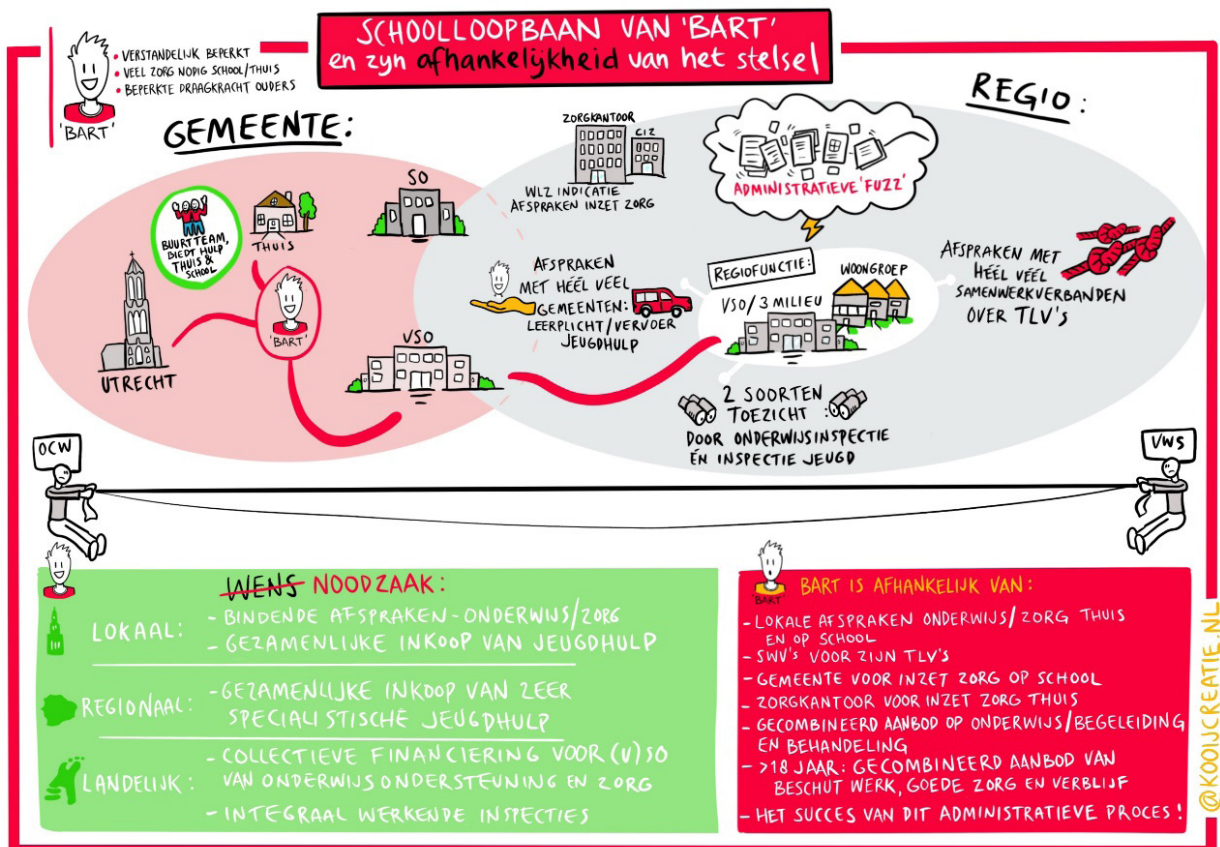 SCHOOLLOOPBAAN VAN 'BART'
en zijn afhankelijkheid van het stelsel
• VERSTANDELIJK BEPERKT
• VEEL ZORG NODIG SCHOOL/THUIS
• BEPERKTE DRAAGKRACHT OUDERS
'BART'
GEMEENTE:
REGIO:
BUURTTEAM,
BIEDT HULP
THUIS &
SCHOOL
THUIS
UTRECHT
'BART'
SO
VSO
ZORGKANTOOR
CIZ
WLZ INDICATIE
AFSPRAKEN INZET ZORG
ADMINISTRATIEVE 'FUZZ'
AFSPRAKEN
MET HÉÉL VEEL
GEMEENTEN:
LEERPLICHT/VERVOER
JEUGDHULP
REGIOFUNCTIE:
WOONGROEP
VSO/3 MILIEU
AFSPRAKEN MET
HÉÉL VÉÉL
SAMENWERKVERBANDEN
OVER TLV'S
2 SOORTEN
TOEZICHT :
DOOR ONDERWIJSINSPECTIE
ÉN INSPECTIE JEUGD
OCW
VWS
WENS NOODZAAK:
LOKAAL:
- BINDENDE AFSPRAKEN - ONDERWIJS/ZORG
- GEZAMENLIJKE INKOOP VAN JEUGDHULP
REGIONAAL:
- GEZAMENLIJKE INKOOP VAN ZEER
SPECIALISTISCHE JEUGDHULP
LANDELIJK:
- COLLECTIEVE FINANCIERING VOOR (V)SO
VAN ONDERWIJSONDERSTEUNING EN ZORG
- INTEGRAAL WERKENDE INSPECTIES
'BART'
BART IS AFHANKELIJK VAN:
- LOKALE AFSPRAKEN ONDERWIJS/ZORG THUIS
EN OP SCHOOL
- SWV'S VOOR ZIJN TLV'S
- GEMEENTE VOOR INZET ZORG OP SCHOOL
- ZORGKANTOOR VOOR INZET ZORG THUIS
- GECOMBINEERD AANBOD OP ONDERWIJS/BEGELEIDING
EN BEHANDELING
- >18 JAAR: GECOMBINEERD AANBOD VAN
BESCHUT WERK, GOEDE ZORG EN VERBLIJF
- HET SUCCES VAN DIT ADMINISTRATIEVE PROCES!
@KOOIJCREATIE.NL